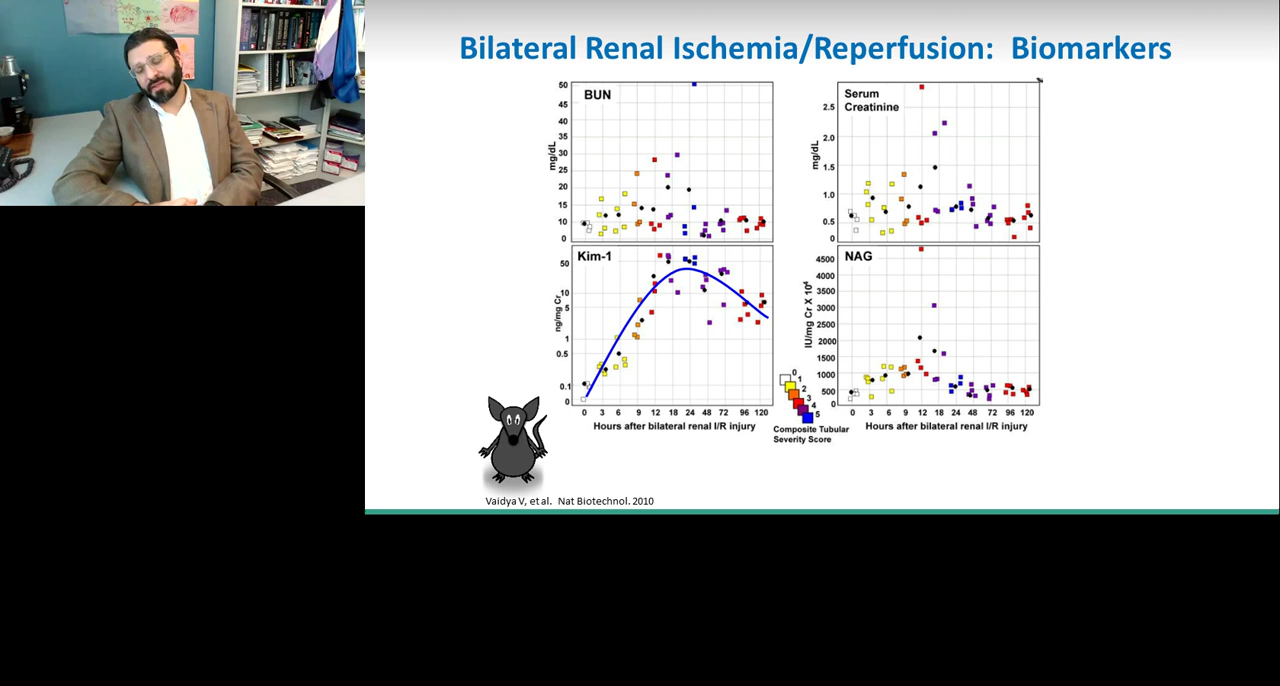 Bilateral Renal Ischemia/Reperfusion: Biomarkers
BUN
mg/dL
50
45
40
35
30
25
20
15
10
5
0
Serum
Creatinine
mg/dL
2.5
2.0
1.5
1.0
0.5
0
Kim-1
ng/mg Cr
50
10
5
1
0.5
0.1
0
0 3 6 9 12 18 24 48 72 96 120
Hours after bilateral renal I/R injury
NAG
IU/mg Cr X 10⁶
4500
4000
3500
3000
2500
2000
1000
500
0
0 3 6 9 12 18 24 48 72 96 120
Hours after bilateral renal I/R injury
0
1
2
3
4
5
Composite Tubular
Severity Score
Vaidya V, et al. Nat Biotechnol. 2010